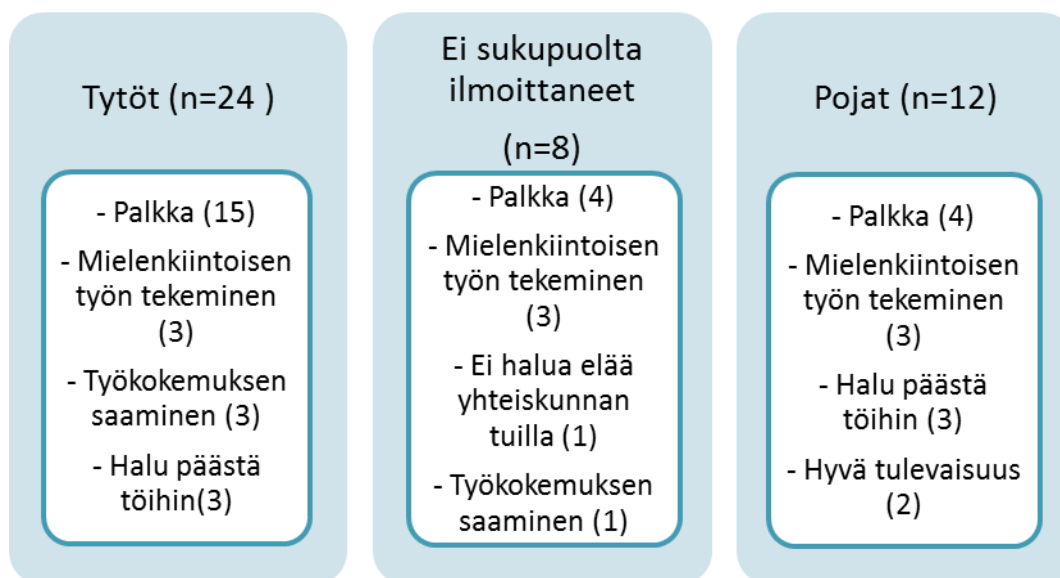 Tytöt (n=24 )
- Palkka (15)
- Mielenkiintoisen
työn tekeminen
(3)
- Työkokemuksen
saaminen (3)
- Halu päästä
töihin(3)
Ei sukupuolta
ilmoittaneet
(n=8)
- Palkka (4)
- Mielenkiintoisen
työn tekeminen
(3)
- Ei halua elää
yhteiskunnan
tuilla (1)
- Työkokemuksen
saaminen (1)
Pojat (n=12)
- Palkka (4)
- Mielenkiintoisen
työn tekeminen
(3)
- Halu päästä
töihin (3)
- Hyvä tulevaisuus
(2)